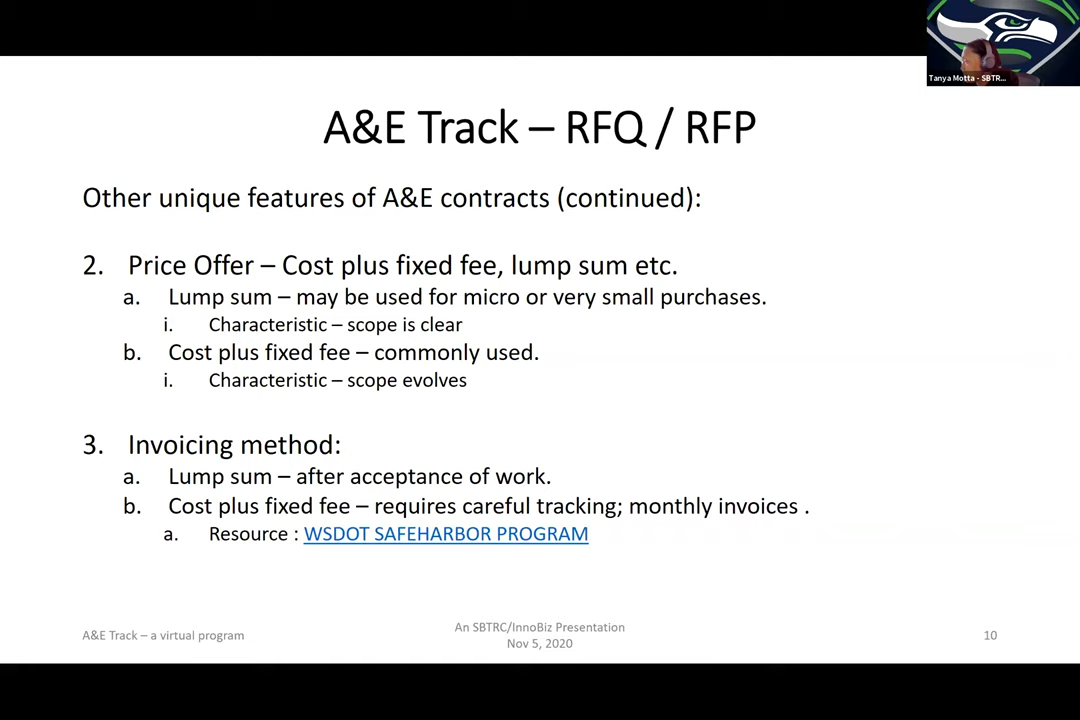 Tanya Motta - SBTR...
A&E Track – RFQ / RFP
Other unique features of A&E contracts (continued):
2. Price Offer – Cost plus fixed fee, lump sum etc.
a. Lump sum – may be used for micro or very small purchases.
i. Characteristic – scope is clear
b. Cost plus fixed fee – commonly used.
i. Characteristic – scope evolves
3. Invoicing method:
a. Lump sum – after acceptance of work.
b. Cost plus fixed fee – requires careful tracking; monthly invoices .
a. Resource : WSDOT SAFEHARBOR PROGRAM
A&E Track – a virtual program
An SBTRC/InnoBiz Presentation
Nov 5, 2020
10